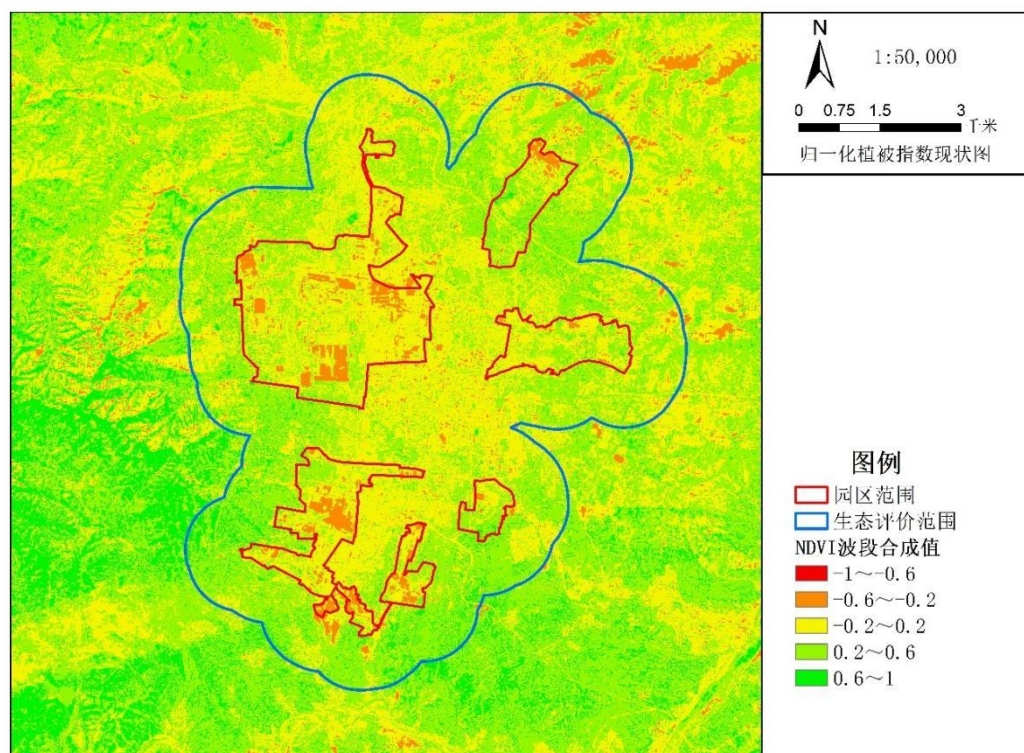 N
1:50,000
0 0.75 1.5 3
千米
归一化植被指数现状图
图例
园区范围
生态评价范围
NDVI波段合成值
-1～-0.6
-0.6～-0.2
-0.2～0.2
0.2～0.6
0.6～1